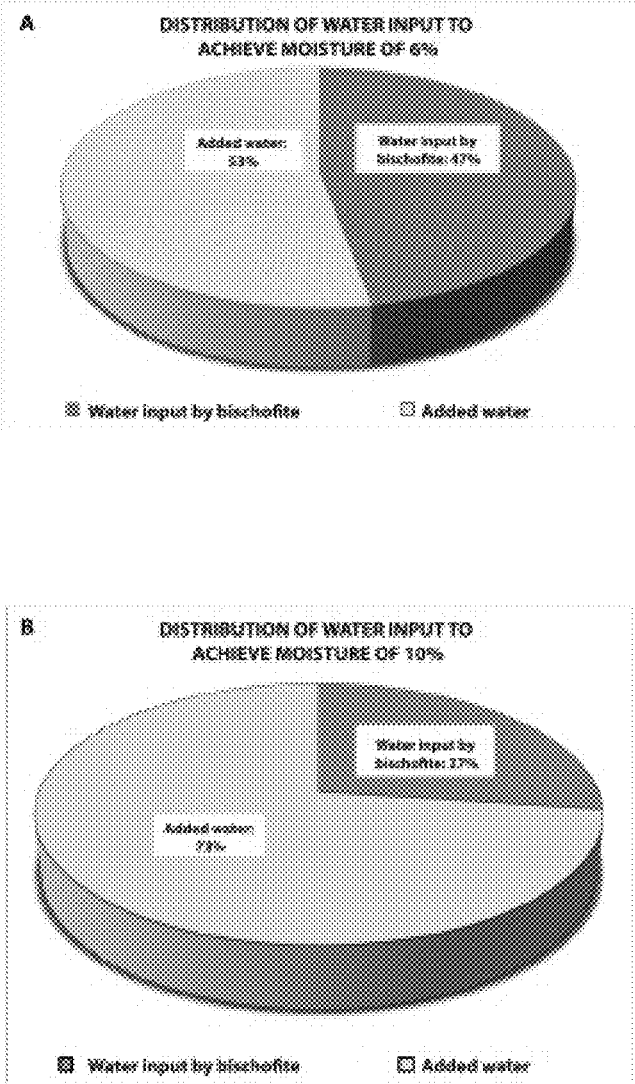 A
DISTRIBUTION OF WATER INPUT TO
ACHIEVE MOISTURE OF 6%
Added water:
53%
Water input by
bischofite: 47%
Water input by bischofite
Added water
B
DISTRIBUTION OF WATER INPUT TO
ACHIEVE MOISTURE OF 10%
Water input by
bischofite: 27%
Added water:
73%
Water input by bischofite
Added water